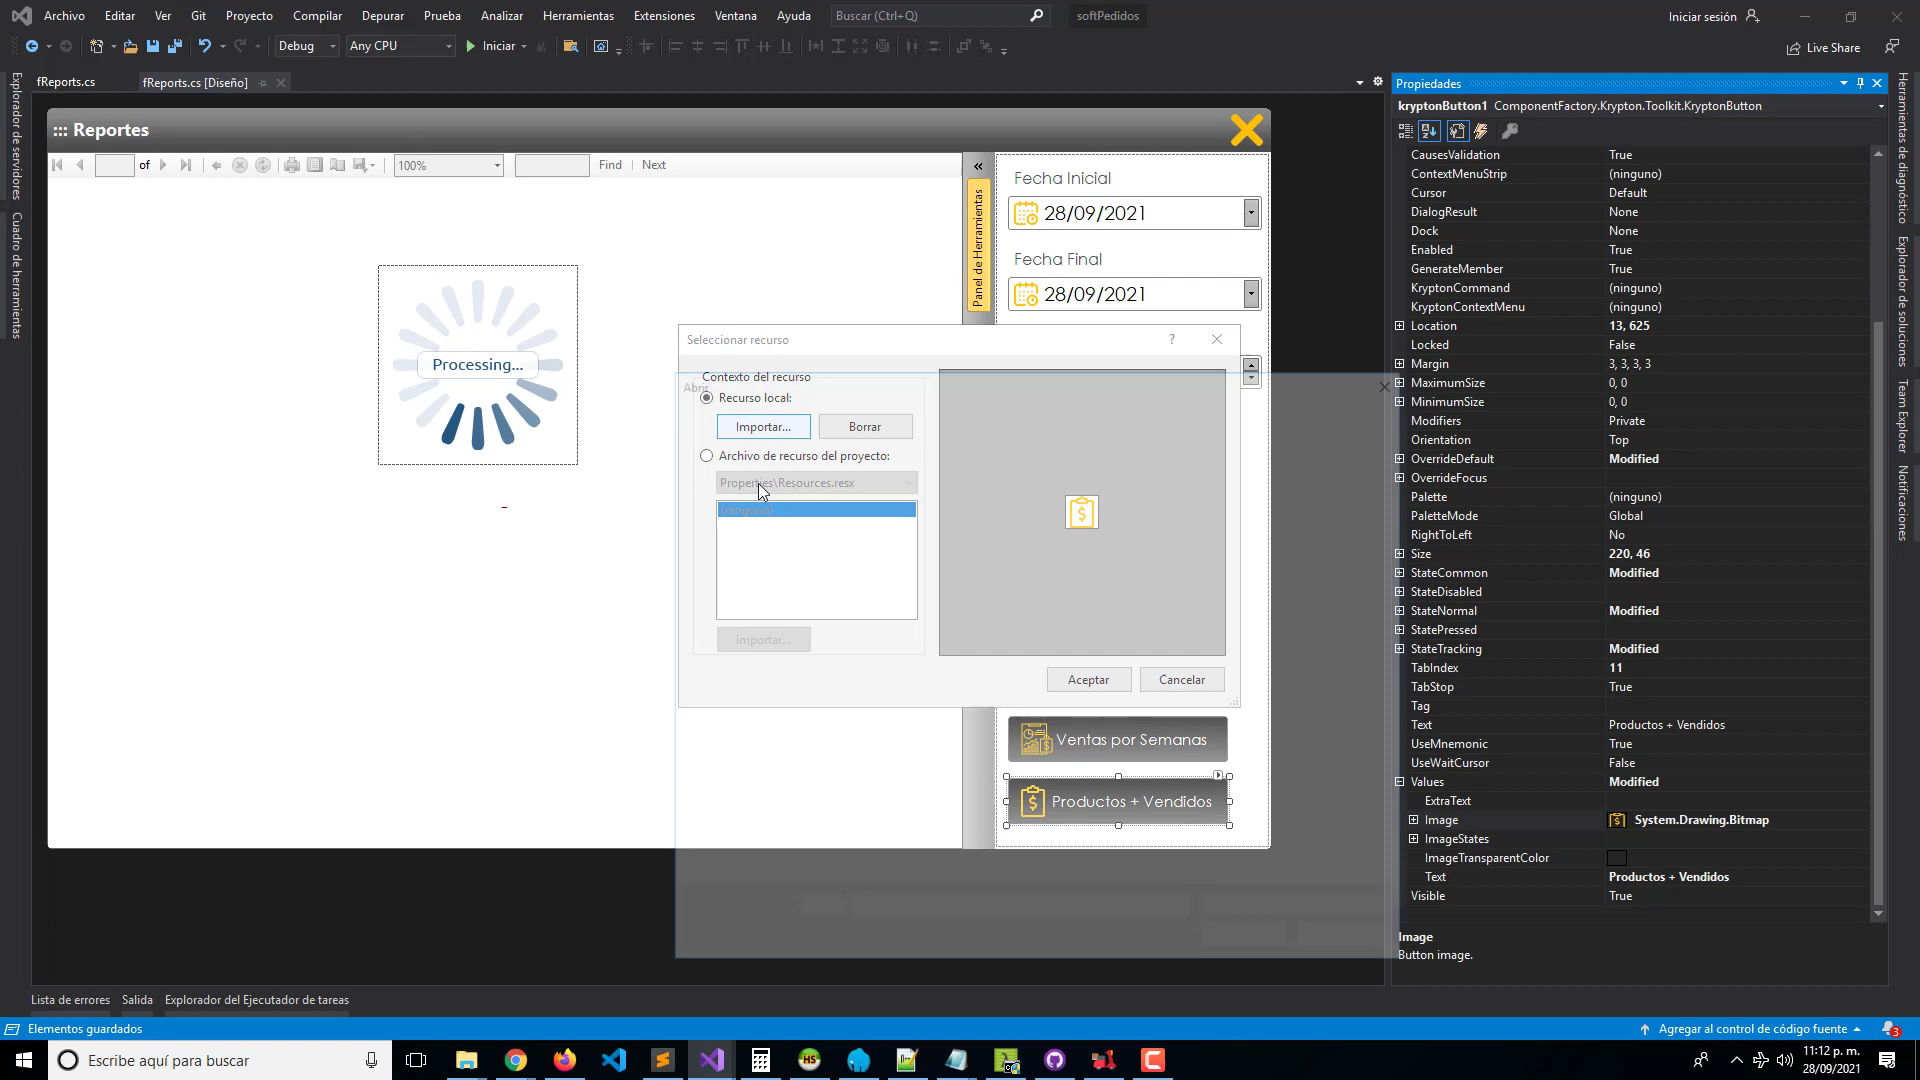 Archivo Editar Ver Git Proyecto Compilar Depurar Prueba Analizar Herramientas Extensiones Ventana Ayuda Buscar (Ctrl+Q) softPedidos Iniciar sesión
Debug Any CPU Iniciar Live Share
fReports.cs fReports.cs [Diseño]
Explorador de servidores
Cuadro de herramientas
::: Reportes
of 100% Find | Next
Processing...
Panel de Herramientas
Fecha Inicial
28/09/2021
Fecha Final
28/09/2021
Seleccionar recurso ?
Contexto del recurso
Abrir
Recurso local:
Importar... Borrar
Archivo de recurso del proyecto:
Properties\Resources.resx
(ninguno)
Importar...
Aceptar Cancelar
Ventas por Semanas
Productos + Vendidos
Propiedades
kryptonButton1 ComponentFactory.Krypton.Toolkit.KryptonButton
CausesValidation True
ContextMenuStrip (ninguno)
Cursor Default
DialogResult None
Dock None
Enabled True
GenerateMember True
KryptonCommand (ninguno)
KryptonContextMenu (ninguno)
Location 13, 625
Locked False
Margin 3, 3, 3, 3
MaximumSize 0, 0
MinimumSize 0, 0
Modifiers Private
Orientation Top
OverrideDefault Modified
OverrideFocus
Palette (ninguno)
PaletteMode Global
RightToLeft No
Size 220, 46
StateCommon Modified
StateDisabled
StateNormal Modified
StatePressed
StateTracking Modified
TabIndex 11
TabStop True
Tag
Text Productos + Vendidos
UseMnemonic True
UseWaitCursor False
Values Modified
ExtraText
Image System.Drawing.Bitmap
ImageStates
ImageTransparentColor
Text Productos + Vendidos
Visible True
Image
Button image.
Herramientas de diagnóstico
Explorador de soluciones
Team Explorer
Notificaciones
Lista de errores Salida Explorador del Ejecutador de tareas
Elementos guardados Agregar al control de código fuente 3
Escribe aquí para buscar
11:12 p. m.
28/09/2021